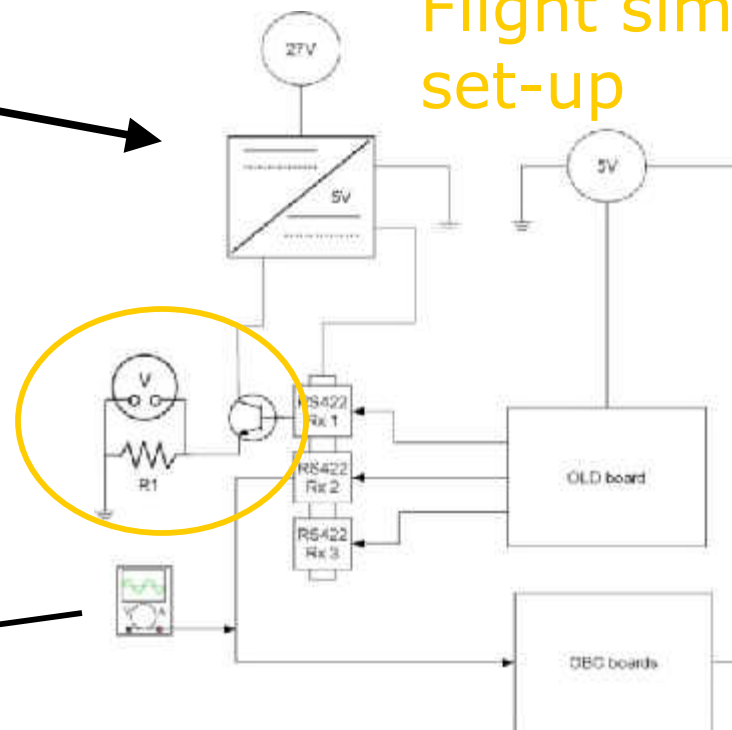 Flight sim
set-up
27V
5V
5V
V
R1
RS422
Rx 1
RS422
Rx 2
RS422
Rx 3
OLD board
OBC boards
V A